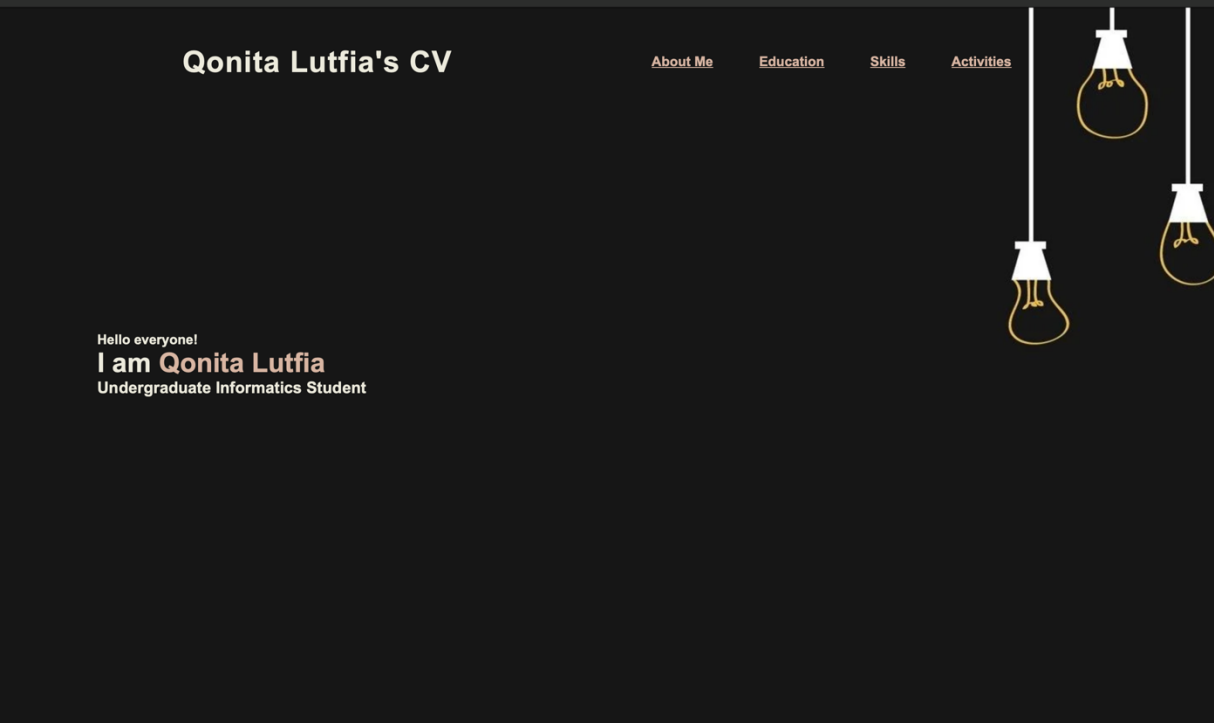 Qonita Lutfia's CV
About Me Education Skills Activities
Hello everyone!
I am Qonita Lutfia
Undergraduate Informatics Student